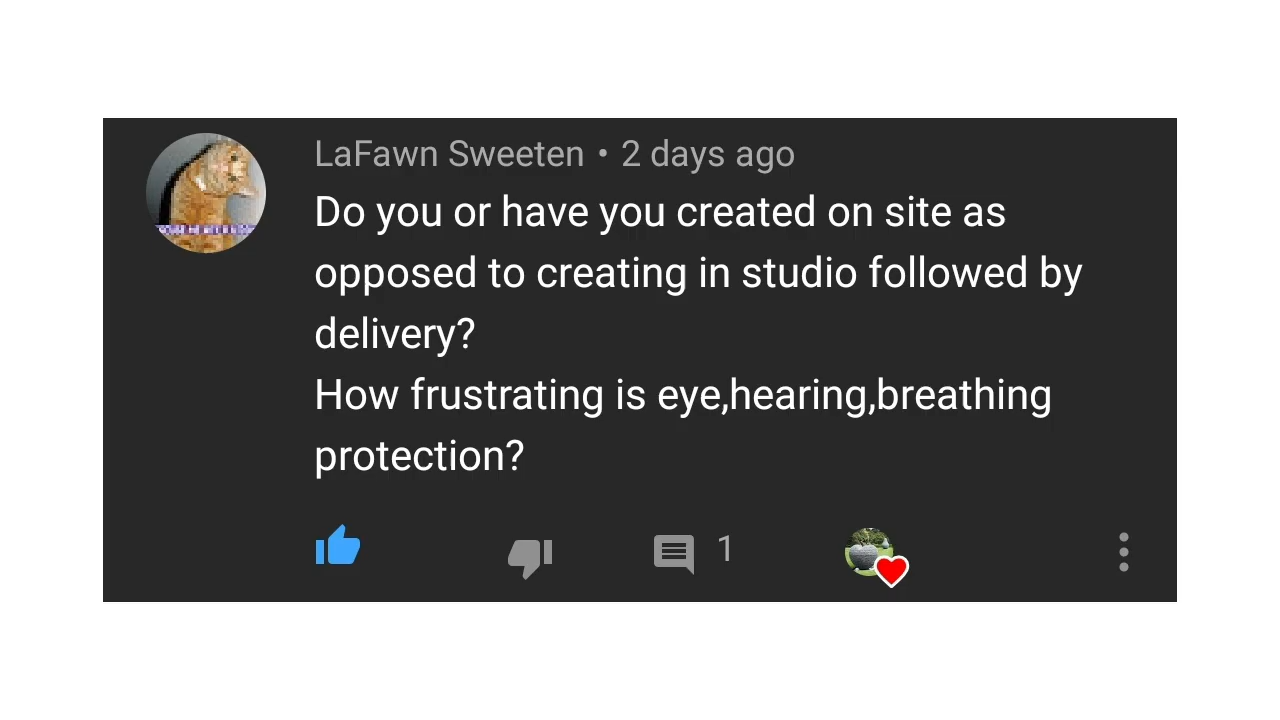 LaFawn Sweeten • 2 days ago
Do you or have you created on site as
opposed to creating in studio followed by
delivery?
How frustrating is eye,hearing,breathing
protection?
1